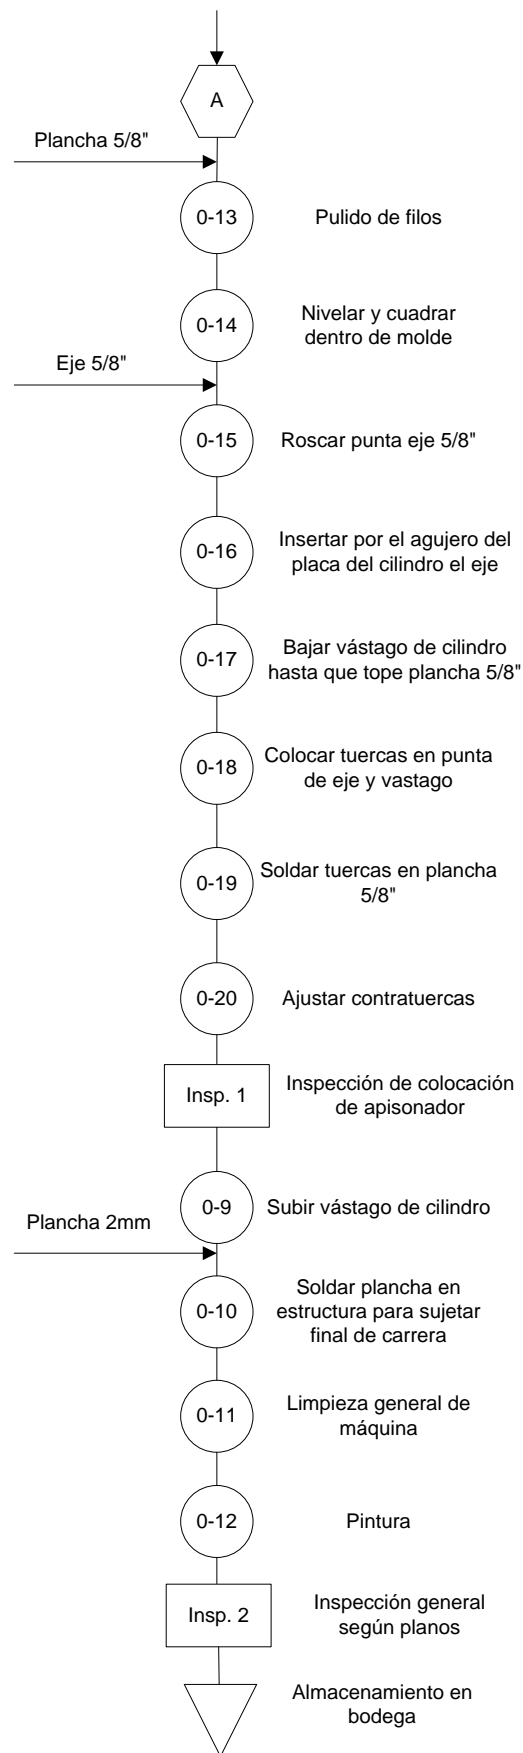 A
Plancha 5/8"
0-13
Pulido de filos
0-14
Nivelar y cuadrar
dentro de molde
Eje 5/8"
0-15
Roscar punta eje 5/8"
0-16
Insertar por el agujero del
placa del cilindro el eje
0-17
Bajar vástago de cilindro
hasta que tope plancha 5/8"
0-18
Colocar tuercas en punta
de eje y vastago
0-19
Soldar tuercas en plancha
5/8"
0-20
Ajustar contratuercas
Insp. 1
Inspección de colocación
de apisonador
0-9
Subir vástago de cilindro
Plancha 2mm
0-10
Soldar plancha en
estructura para sujetar
final de carrera
0-11
Limpieza general de
máquina
0-12
Pintura
Insp. 2
Inspección general
según planos
Almacenamiento en
bodega